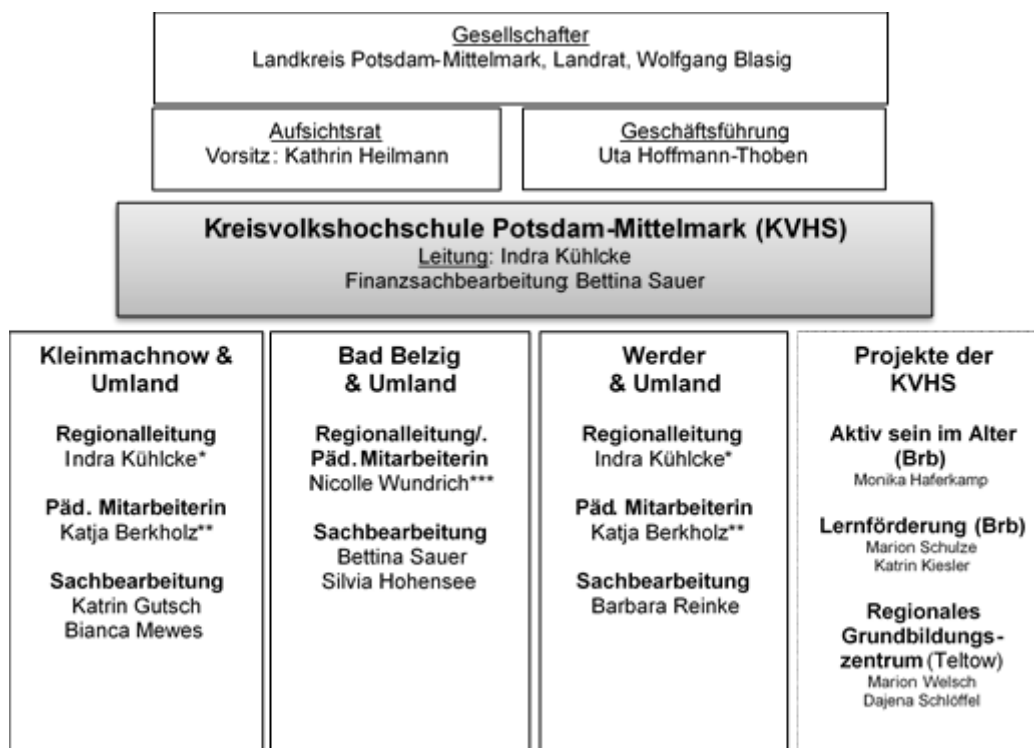 Gesellschafter
Landkreis Potsdam-Mittelmark, Landrat, Wolfgang Blasig
Aufsichtsrat
Vorsitz: Kathrin Heilmann
Geschäftsführung
Uta Hoffmann-Thoben
Kreisvolkshochschule Potsdam-Mittelmark (KVHS)
Leitung: Indra Kühlcke
Finanzsachbearbeitung: Bettina Sauer
Kleinmachnow &
Umland
Regionalleitung
Indra Kühlcke*
Päd. Mitarbeiterin
Katja Berkholz**
Sachbearbeitung
Katrin Gutsch
Bianca Mewes
Bad Belzig
& Umland
Regionalleitung/.
Päd. Mitarbeiterin
Nicolle Wundrich***
Sachbearbeitung
Bettina Sauer
Silvia Hohensee
Werder
& Umland
Regionalleitung
Indra Kühlcke*
Päd. Mitarbeiterin
Katja Berkholz**
Sachbearbeitung
Barbara Reinke
Projekte der
KVHS
Aktiv sein im Alter
(Brb)
Monika Haferkamp
Lernförderung (Brb)
Marion Schulze
Katrin Kiesler
Regionales
Grundbildungs-
zentrum (Teltow)
Marion Welsch
Dajena Schlöffel